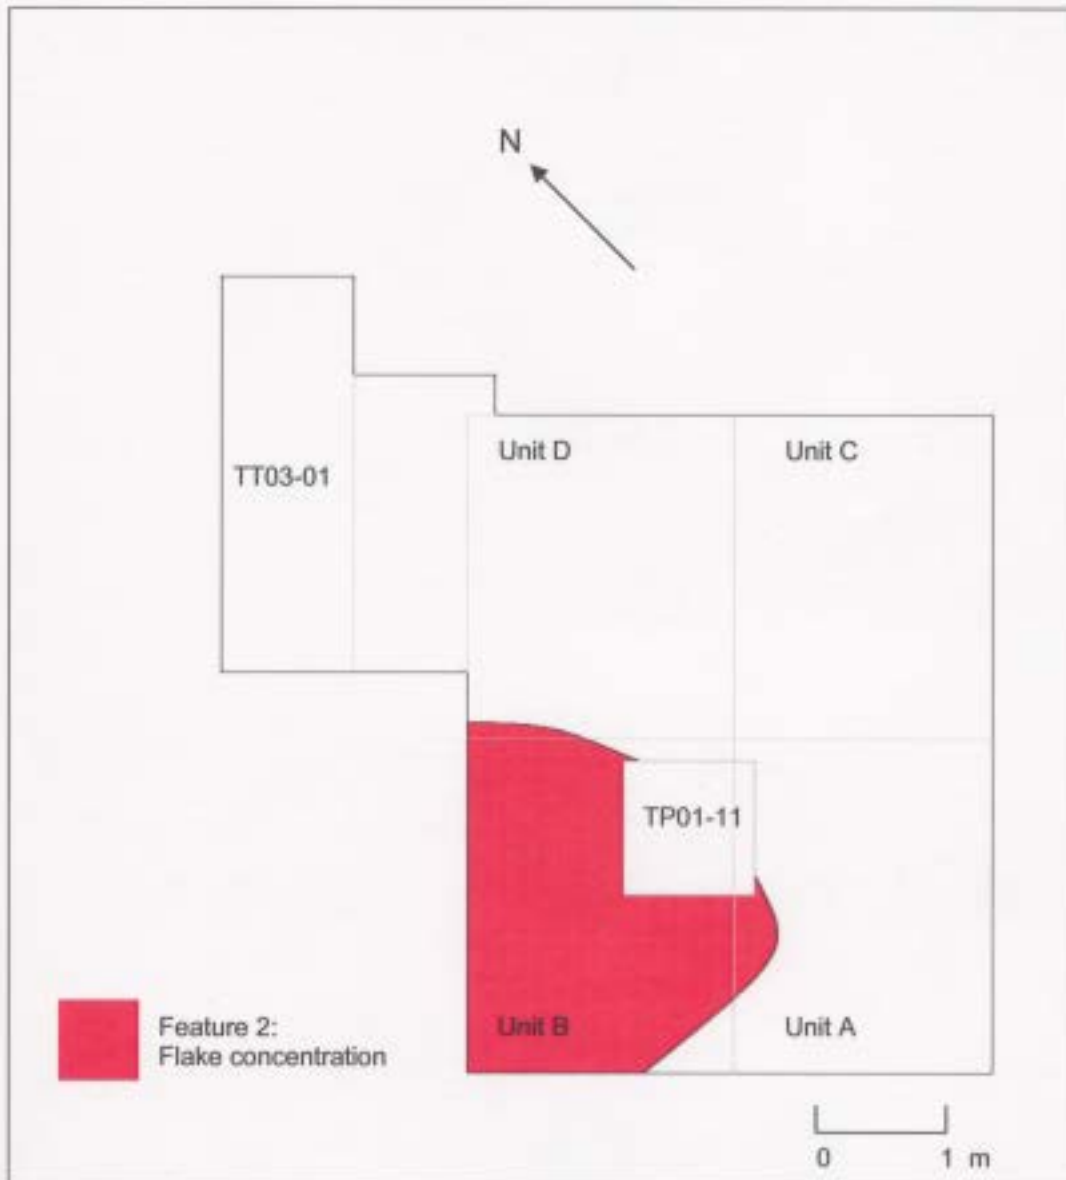 N
Unit D
Unit C
TT03-01
TP01-11
Unit B
Unit A
Feature 2:
Flake concentration
0 1 m